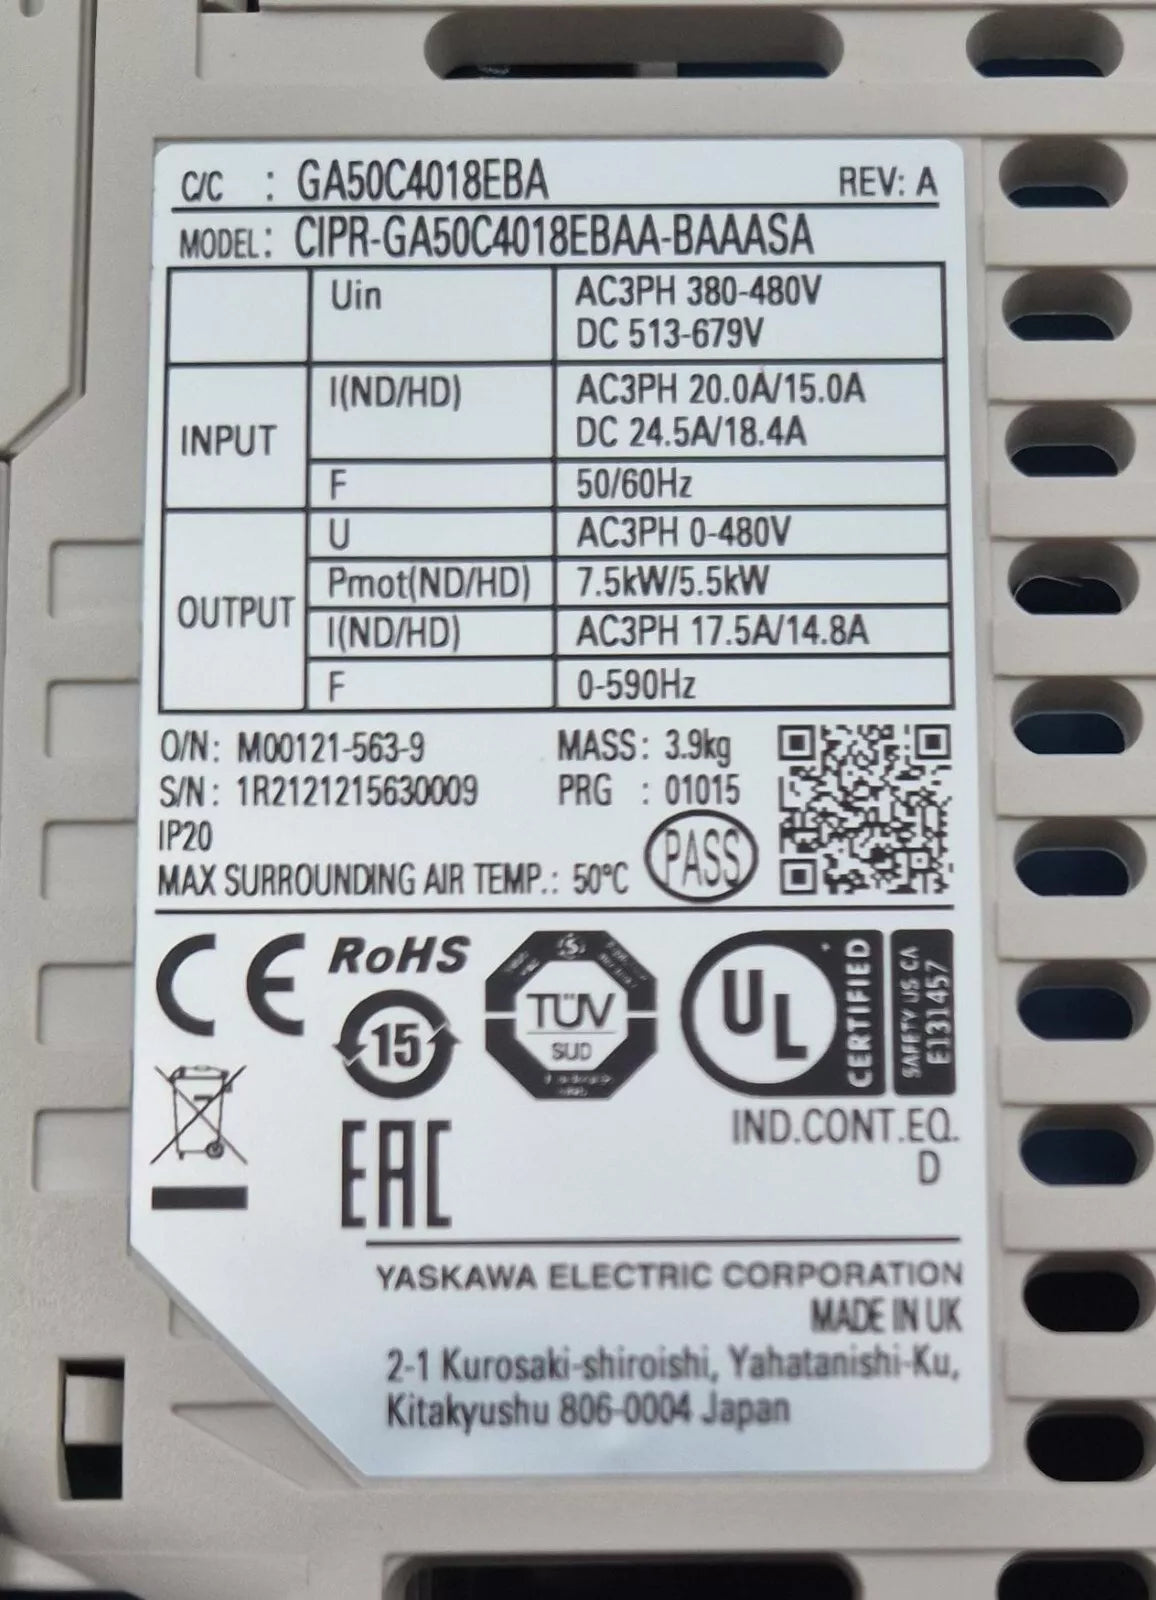 C/C : GA50C4018EBA REV: A
MODEL: CIPR-GA50C4018EBAA-BAAASA
Uin AC3PH 380-480V
DC 513-679V
INPUT
I(ND/HD) AC3PH 20.0A/15.0A
DC 24.5A/18.4A
F 50/60Hz
OUTPUT
U AC3PH 0-480V
Pmot(ND/HD) 7.5kW/5.5kW
I(ND/HD) AC3PH 17.5A/14.8A
F 0-590Hz
O/N: M00121-563-9 MASS: 3.9kg
S/N: 1R2121215630009 PRG : 01015
IP20
PASS
MAX SURROUNDING AIR TEMP.: 50°C
CE
RoHS
15
TÜV
SUD
UL
CERTIFIED
SAFETY US CA
E131457
EAC
IND.CONT.EQ.
D
YASKAWA ELECTRIC CORPORATION
MADE IN UK
2-1 Kurosaki-shiroishi, Yahatanishi-Ku,
Kitakyushu 806-0004 Japan